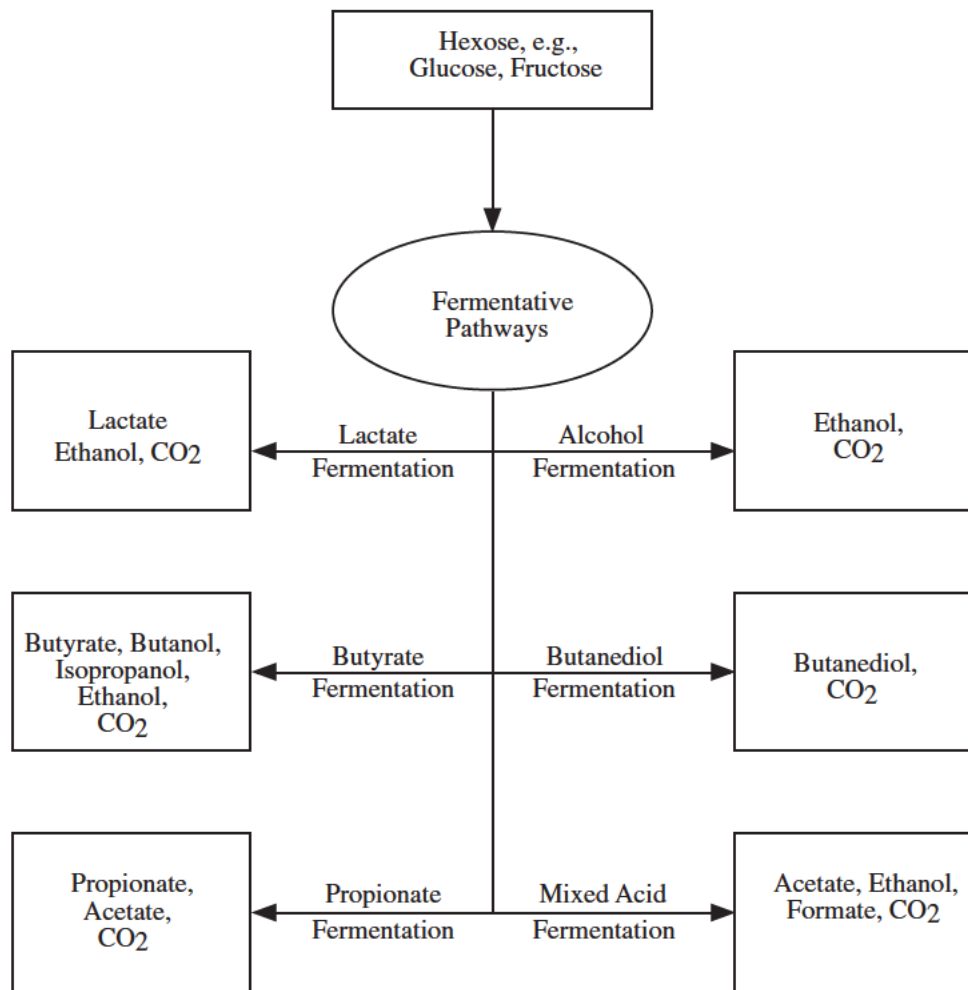 Hexose, e.g.,
Glucose, Fructose
Fermentative
Pathways
Lactate
Ethanol, CO2
Lactate
Fermentation
Alcohol
Fermentation
Ethanol,
CO2
Butyrate, Butanol,
Isopropanol,
Ethanol,
CO2
Butyrate
Fermentation
Butanediol
Fermentation
Butanediol,
CO2
Propionate,
Acetate,
CO2
Propionate
Fermentation
Mixed Acid
Fermentation
Acetate, Ethanol,
Formate, CO2